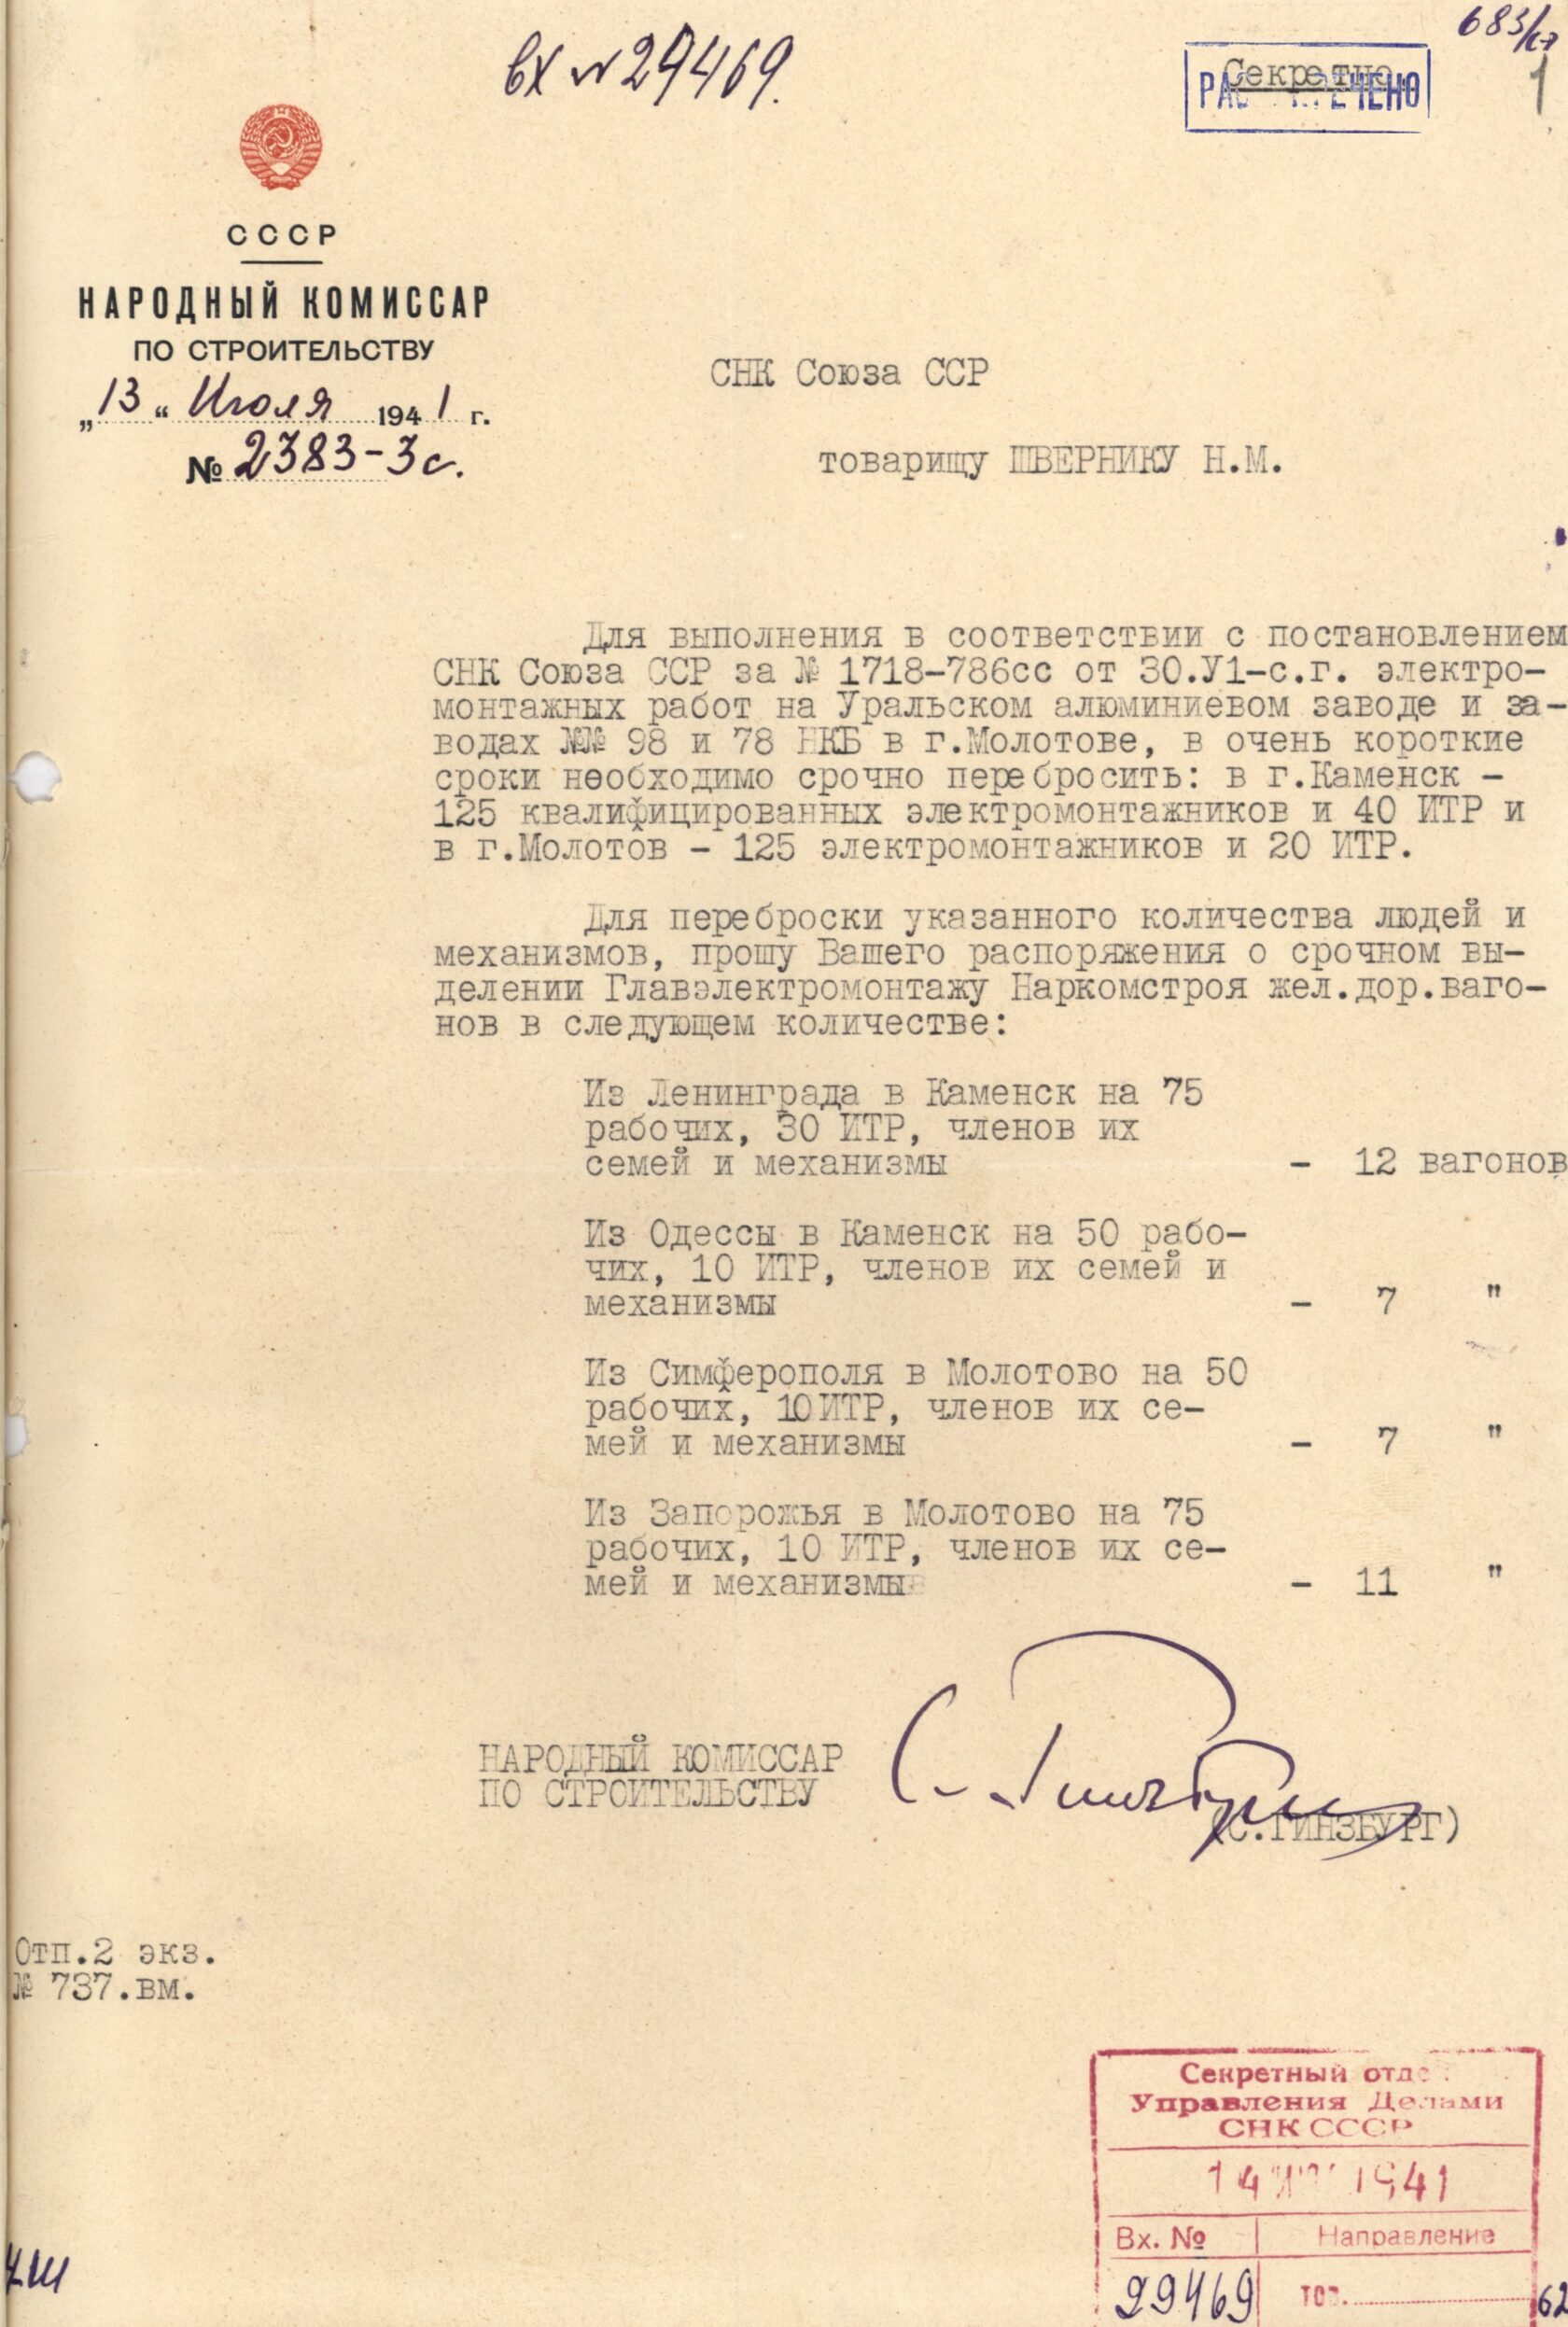 вх № 29469.
683/
1
Секретно
РАССЕКРЕЧЕНО
СССР
НАРОДНЫЙ КОМИССАР
ПО СТРОИТЕЛЬСТВУ
„13“ Июля 1941 г.
№ 2383-3с.
СНК Союза ССР
товарищу ШВЕРНИКУ Н.М.
Для выполнения в соответствии с постановлением
СНК Союза ССР за № 1718-786сс от 30.У1-с.г. электро-
монтажных работ на Уральском алюминиевом заводе и за-
водах №№ 98 и 78 НКБ в г.Молотове, в очень короткие
сроки необходимо срочно перебросить: в г.Каменск -
125 квалифицированных электромонтажников и 40 ИТР и
в г.Молотов - 125 электромонтажников и 20 ИТР.
Для переброски указанного количества людей и
механизмов, прошу Вашего распоряжения о срочном вы-
делении Главэлектромонтажу Наркомстроя жел.дор.ваго-
нов в следующем количестве:
Из Ленинграда в Каменск на 75
рабочих, 30 ИТР, членов их
семей и механизмы - 12 вагонов
Из Одессы в Каменск на 50 рабо-
чих, 10 ИТР, членов их семей и
механизмы - 7 "
Из Симферополя в Молотово на 50
рабочих, 10 ИТР, членов их се-
мей и механизмы - 7 "
Из Запорожья в Молотово на 75
рабочих, 10 ИТР, членов их се-
мей и механизмы - 11 "
НАРОДНЫЙ КОМИССАР
ПО СТРОИТЕЛЬСТВУ
С. Гинзбург
(С.ГИНЗБУРГ)
Отп.2 экз.
№ 737.вм.
Секретный отдел
Управления Делами
СНК СССР
14 ИЮЛ 1941
Вх. № Направление
29469 тов.
62